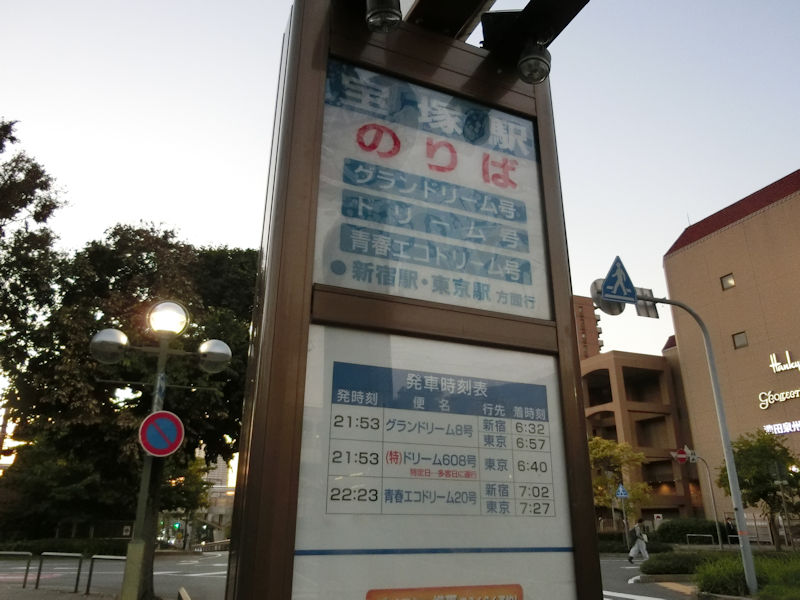 宝塚駅
のりば
グランドリーム号
ドリーム号
青春エコドリーム号
●新宿駅・東京駅 方面行
発車時刻表
発時刻 便名 行先 着時刻
21:53 グランドリーム8号 新宿 6:32
東京 6:57
21:53 (特)ドリーム608号 東京 6:40
特定日・多客日に運行
22:23 青春エコドリーム20号 新宿 7:02
東京 7:27